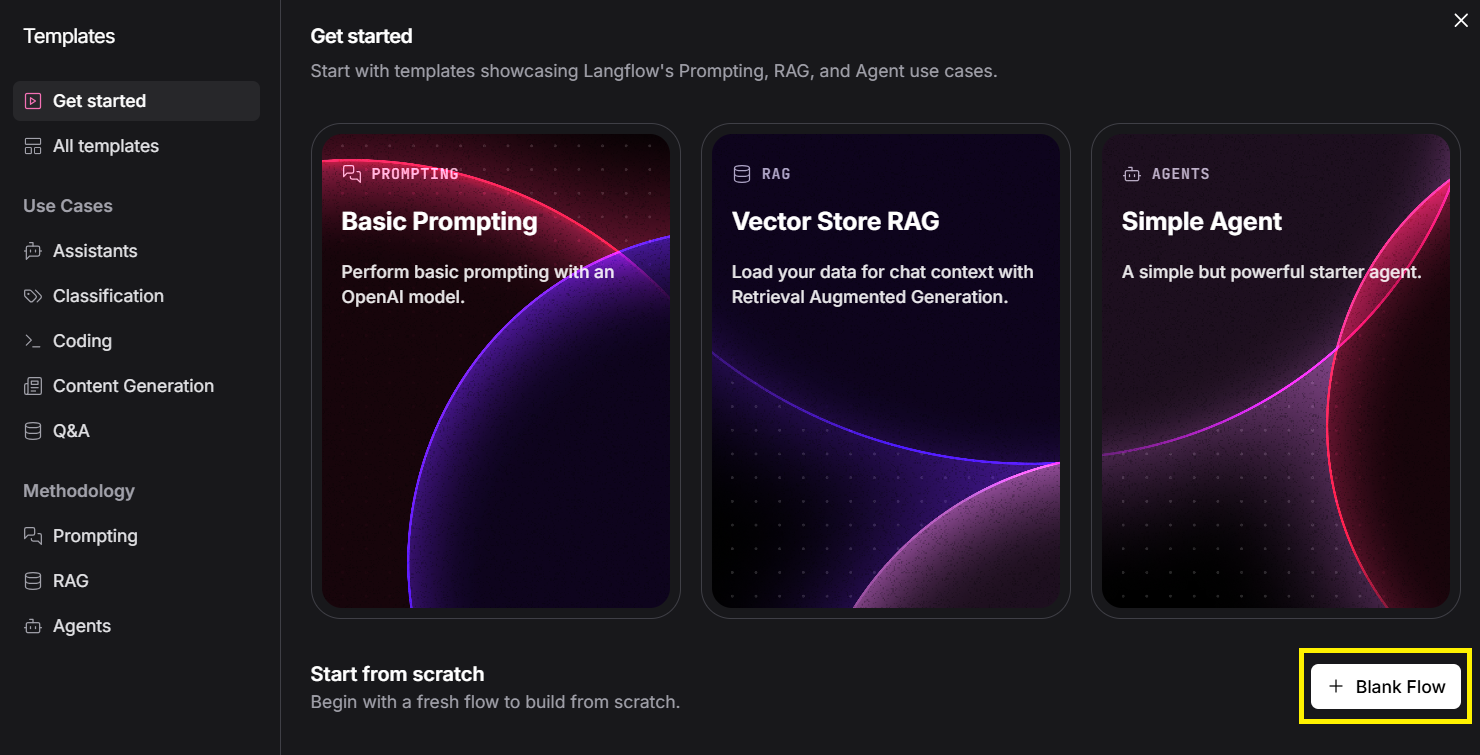 Templates
Get started
All templates
Use Cases
Assistants
Classification
Coding
Content Generation
Q&A
Methodology
Prompting
RAG
Agents
Get started
Start with templates showcasing Langflow's Prompting, RAG, and Agent use cases.
PROMPTING
Basic Prompting
Perform basic prompting with an
OpenAI model.
RAG
Vector Store RAG
Load your data for chat context with
Retrieval Augmented Generation.
AGENTS
Simple Agent
A simple but powerful starter agent.
Start from scratch
Begin with a fresh flow to build from scratch.
Blank Flow